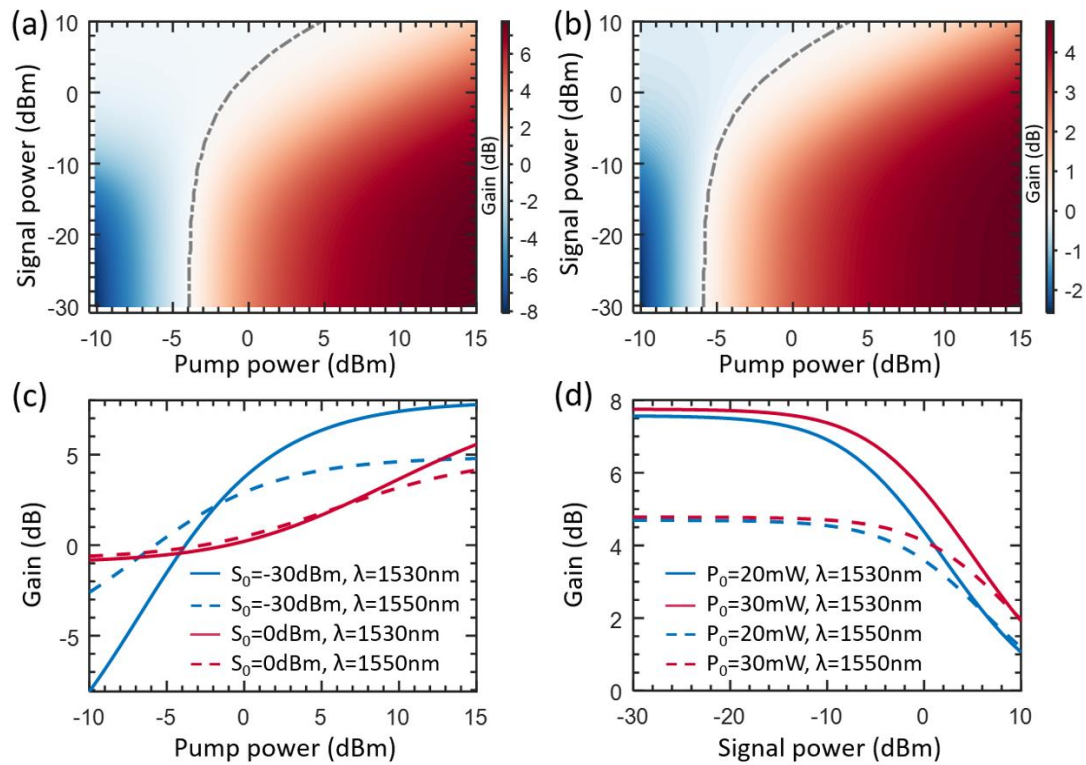 (a)
10
0
-10
-20
-30
Signal power (dBm)
-10 -5 0 5 10 15
Pump power (dBm)
6
4
2
0
-2
-4
-6
-8
Gain (dB)
(b)
10
0
-10
-20
-30
Signal power (dBm)
-10 -5 0 5 10 15
Pump power (dBm)
4
3
2
1
0
-1
-2
Gain (dB)
(c)
5
0
-5
Gain (dB)
S₀=-30dBm, λ=1530nm
S₀=-30dBm, λ=1550nm
S₀=0dBm, λ=1530nm
S₀=0dBm, λ=1550nm
-10 -5 0 5 10 15
Pump power (dBm)
(d)
8
6
4
2
0
Gain (dB)
P₀=20mW, λ=1530nm
P₀=30mW, λ=1530nm
P₀=20mW, λ=1550nm
P₀=30mW, λ=1550nm
-30 -20 -10 0 10
Signal power (dBm)